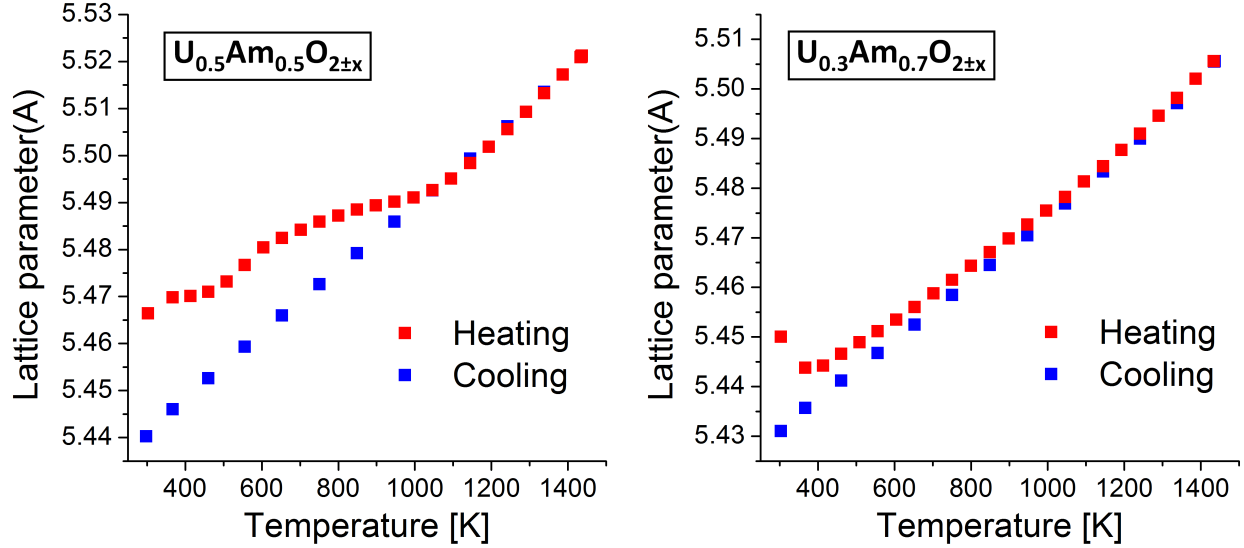 U0.5Am0.5O2±x
Lattice parameter(A)
5.53
5.52
5.51
5.50
5.49
5.48
5.47
5.46
5.45
5.44
Heating
Cooling
400 600 800 1000 1200 1400
Temperature [K]
U0.3Am0.7O2±x
Lattice parameter(A)
5.51
5.50
5.49
5.48
5.47
5.46
5.45
5.44
5.43
Heating
Cooling
400 600 800 1000 1200 1400
Temperature [K]